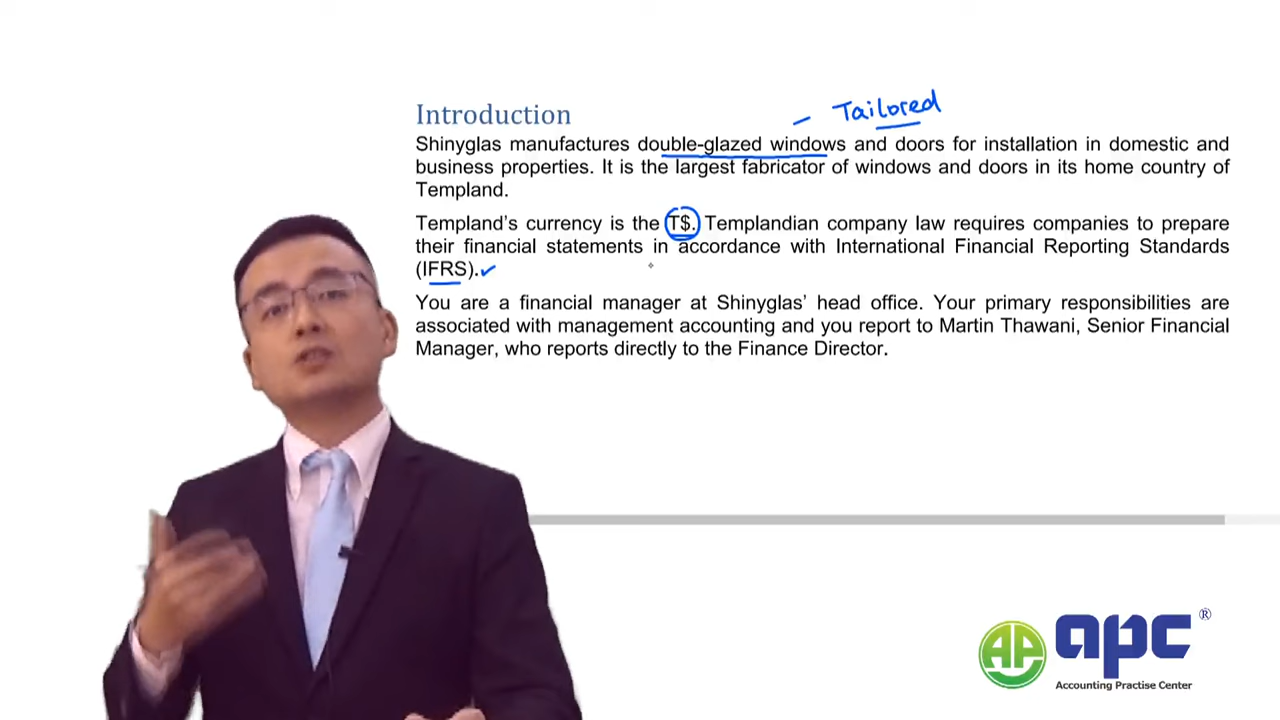 – Tailored
Introduction
Shinyglas manufactures double-glazed windows and doors for installation in domestic and
business properties. It is the largest fabricator of windows and doors in its home country of
Templand.
Templand's currency is the T$. Templandian company law requires companies to prepare
their financial statements in accordance with International Financial Reporting Standards
(IFRS). ✓
You are a financial manager at Shinyglas' head office. Your primary responsibilities are
associated with management accounting and you report to Martin Thawani, Senior Financial
Manager, who reports directly to the Finance Director.
AP apc ®
Accounting Practise Center